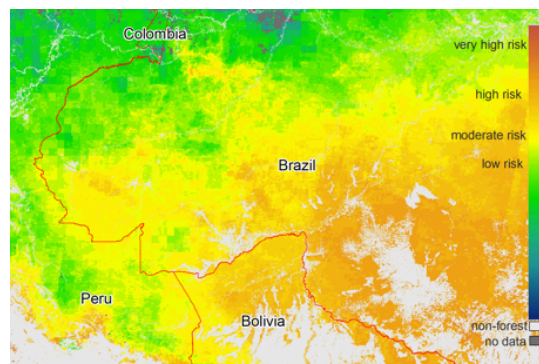 Colombia
very high risk
high risk
moderate risk
low risk
Brazil
Peru
Bolivia
non-forest
no data